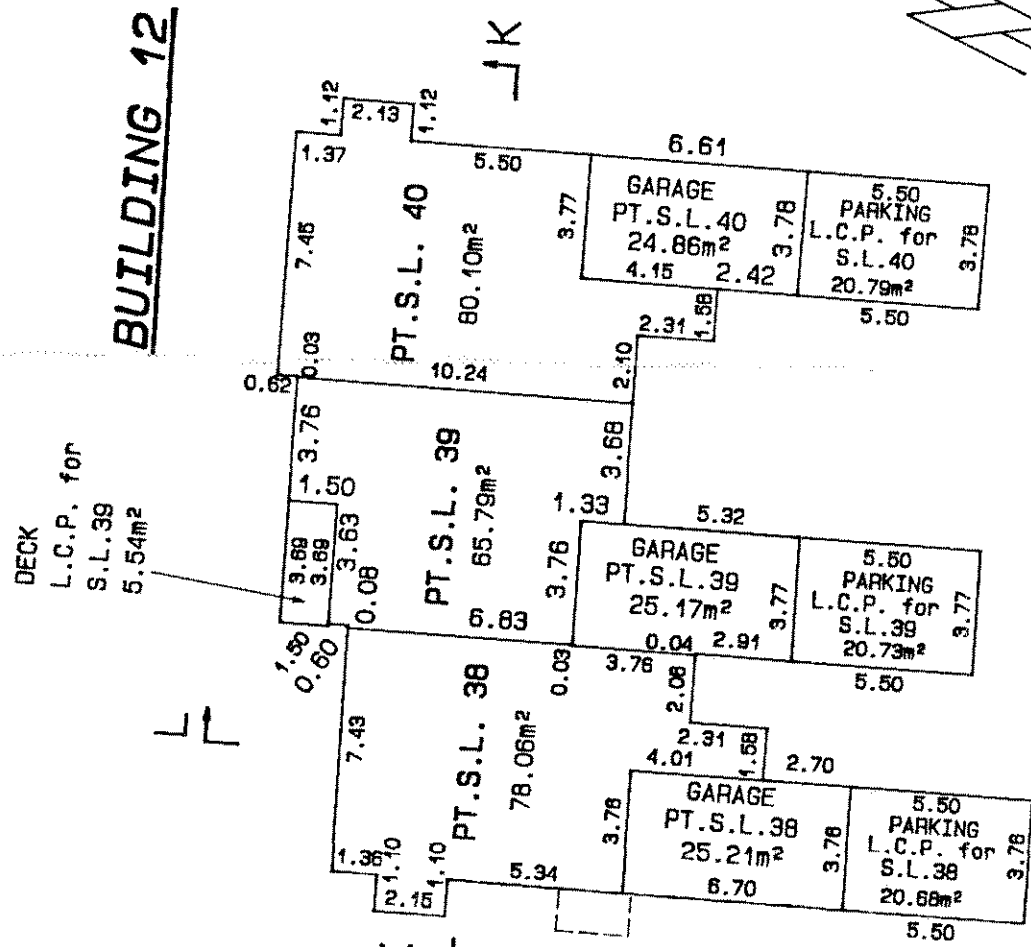 BUILDING 12
K
1.12
2.13
1.12
1.37
5.50
6.61
7.45
PT.S.L. 40
80.10m²
3.77
GARAGE
PT.S.L.40
24.86m²
3.78
4.15
2.42
5.50
PARKING
L.C.P. for
S.L.40
20.79m²
3.78
5.50
2.31
1.58
2.10
0.03
0.62
10.24
DECK
L.C.P. for
S.L.39
5.54m²
3.76
1.50
3.69
3.69
3.63
0.08
1.50
0.60
PT.S.L. 39
65.79m²
3.68
1.33
5.32
3.76
GARAGE
PT.S.L.39
25.17m²
3.77
5.50
PARKING
L.C.P. for
S.L.39
20.73m²
3.77
5.50
6.83
0.03
0.04
2.91
3.76
2.08
2.31
1.58
2.70
L
7.43
PT.S.L. 38
78.06m²
4.01
3.78
GARAGE
PT.S.L.38
25.21m²
3.78
6.70
5.50
PARKING
L.C.P. for
S.L.38
20.68m²
3.76
5.50
1.36
1.10
2.15
1.10
5.34